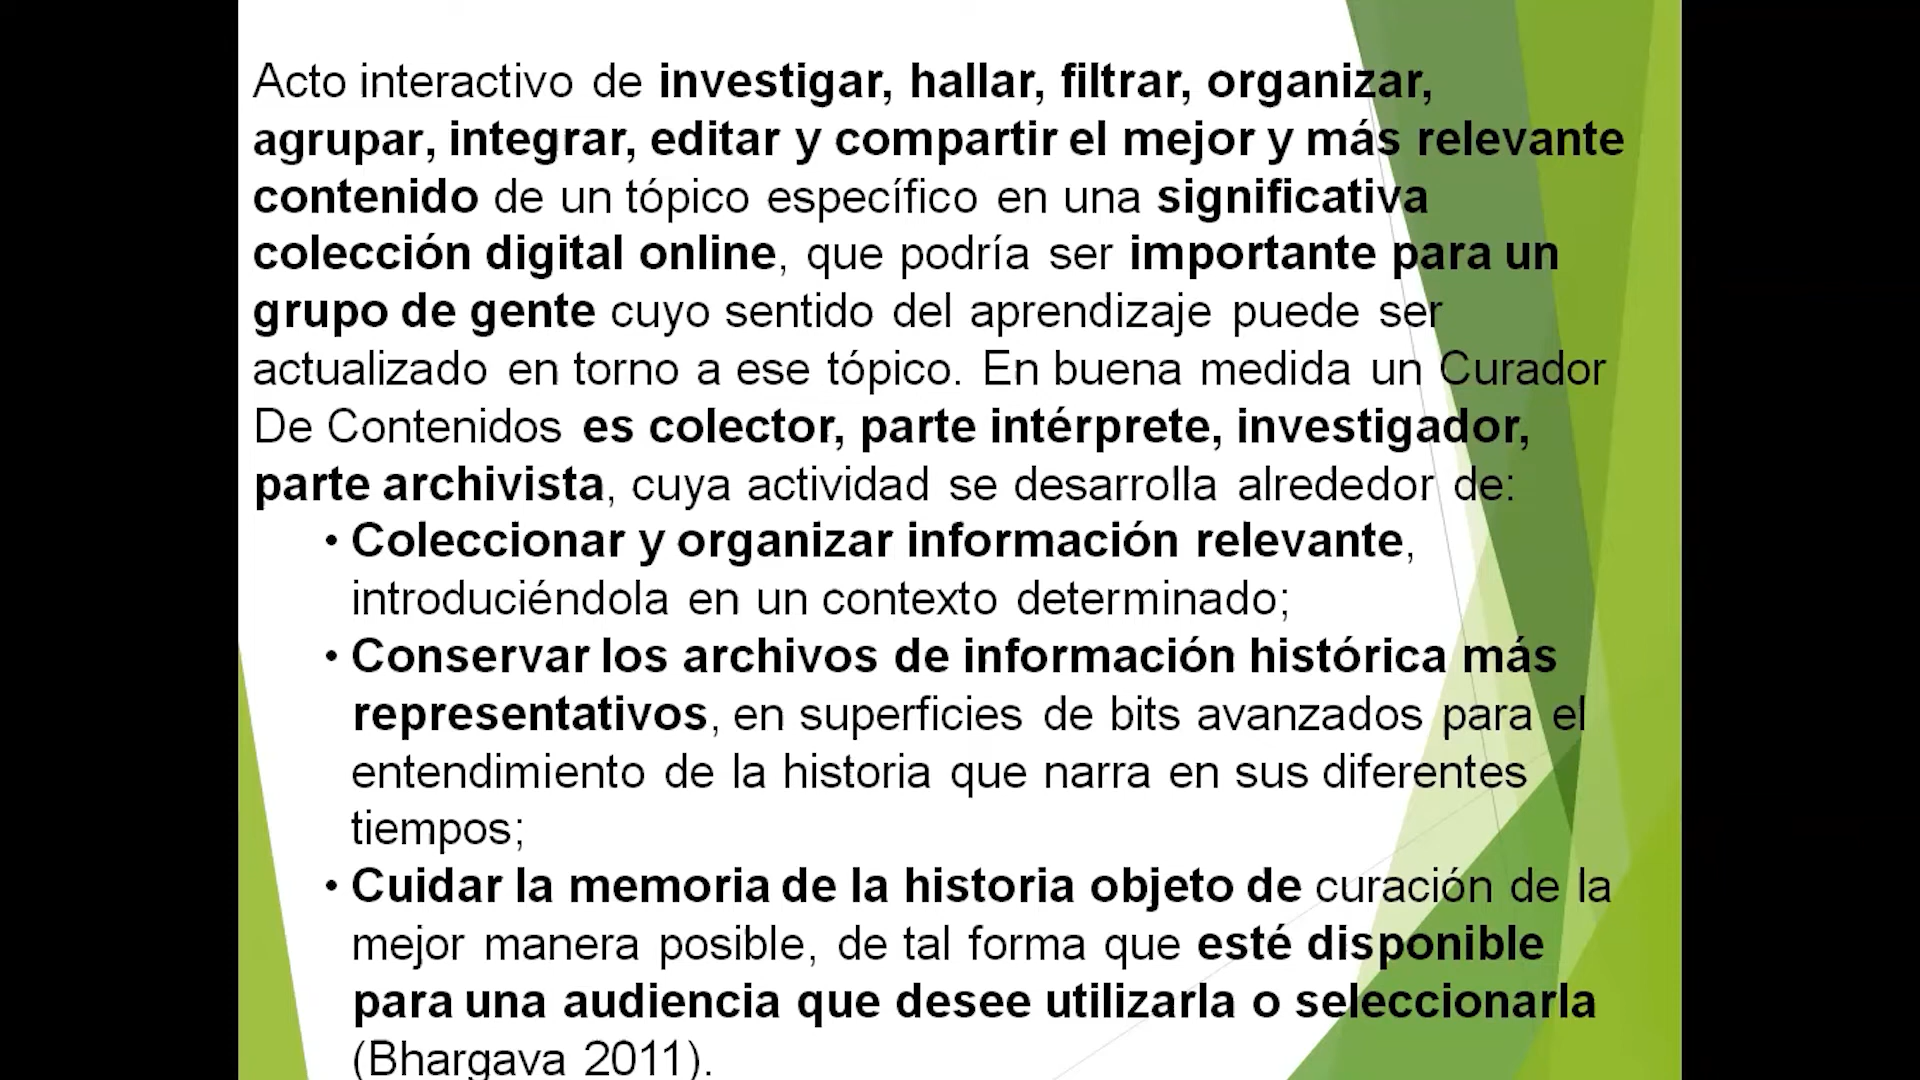 Acto interactivo de investigar, hallar, filtrar, organizar,
agrupar, integrar, editar y compartir el mejor y más relevante
contenido de un tópico específico en una significativa
colección digital online, que podría ser importante para un
grupo de gente cuyo sentido del aprendizaje puede ser
actualizado en torno a ese tópico. En buena medida un Curador
De Contenidos es colector, parte intérprete, investigador,
parte archivista, cuya actividad se desarrolla alrededor de:
• Coleccionar y organizar información relevante,
introduciéndola en un contexto determinado;
• Conservar los archivos de información histórica más
representativos, en superficies de bits avanzados para el
entendimiento de la historia que narra en sus diferentes
tiempos;
• Cuidar la memoria de la historia objeto de curación de la
mejor manera posible, de tal forma que esté disponible
para una audiencia que desee utilizarla o seleccionarla
(Bhargava 2011).